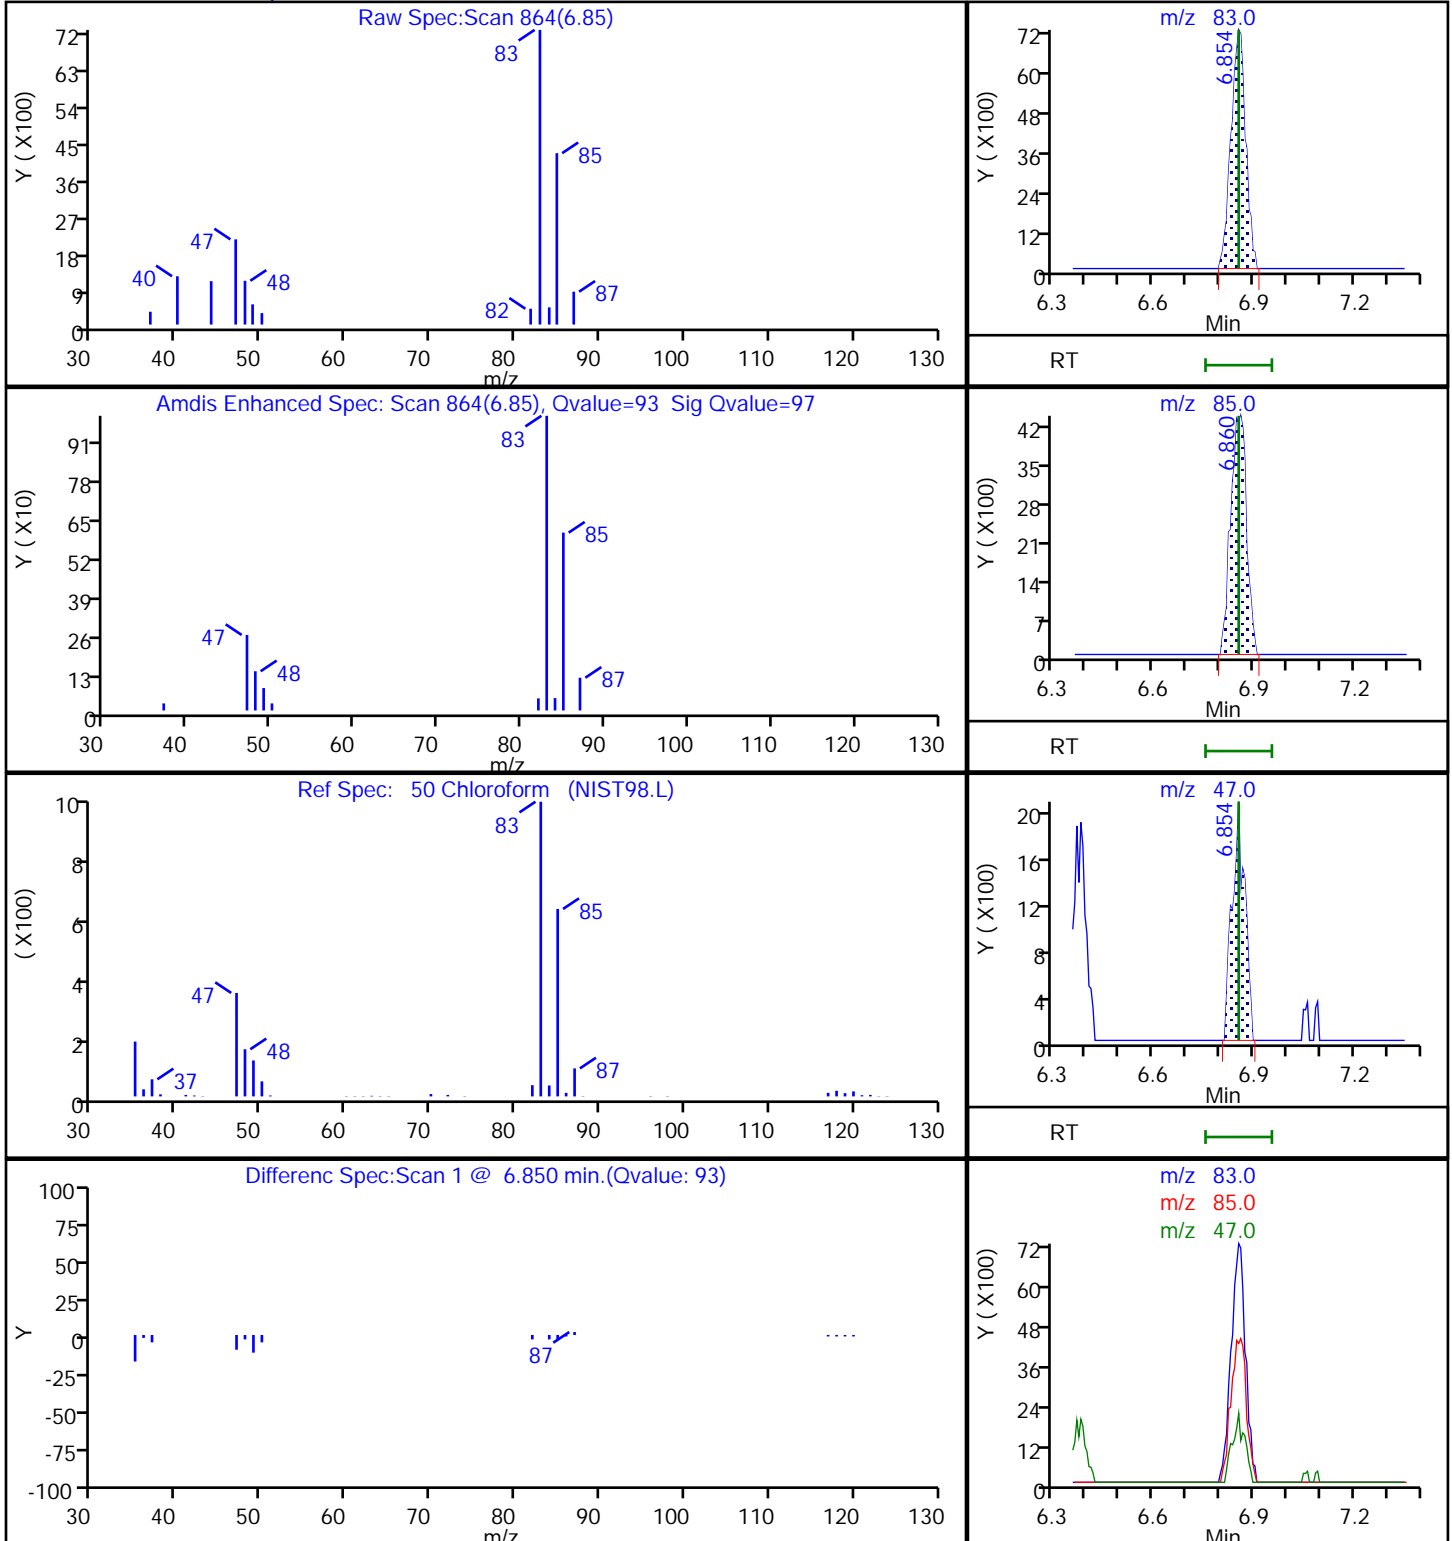 Raw Spec:Scan 864(6.85)
Y ( X100)
72
63
54
45
36
27
18
9
0
83
85
47
40
48
82
87
30 40 50 60 70 80 90 100 110 120 130
m/z
m/z 83.0
Y ( X100)
72
60
48
36
24
12
0
6.854
6.3 6.6 6.9 7.2
Min
RT
Amdis Enhanced Spec: Scan 864(6.85), Qvalue=93 Sig Qvalue=97
Y ( X10)
91
78
65
52
39
26
13
0
83
85
47
48
87
30 40 50 60 70 80 90 100 110 120 130
m/z
m/z 85.0
Y ( X100)
42
35
28
21
14
7
0
6.860
6.3 6.6 6.9 7.2
Min
RT
Ref Spec: 50 Chloroform (NIST98.L)
( X100)
10
8
6
4
2
0
83
85
47
48
37
87
30 40 50 60 70 80 90 100 110 120 130
m/z 47.0
Y ( X100)
20
16
12
8
4
0
6.854
6.3 6.6 6.9 7.2
Min
RT
Differenc Spec:Scan 1 @ 6.850 min.(Qvalue: 93)
Y
100
75
50
25
0
-25
-50
-75
-100
87
30 40 50 60 70 80 90 100 110 120 130
m/z
m/z 83.0
m/z 85.0
m/z 47.0
Y ( X100)
72
60
48
36
24
12
0
6.3 6.6 6.9 7.2
Min